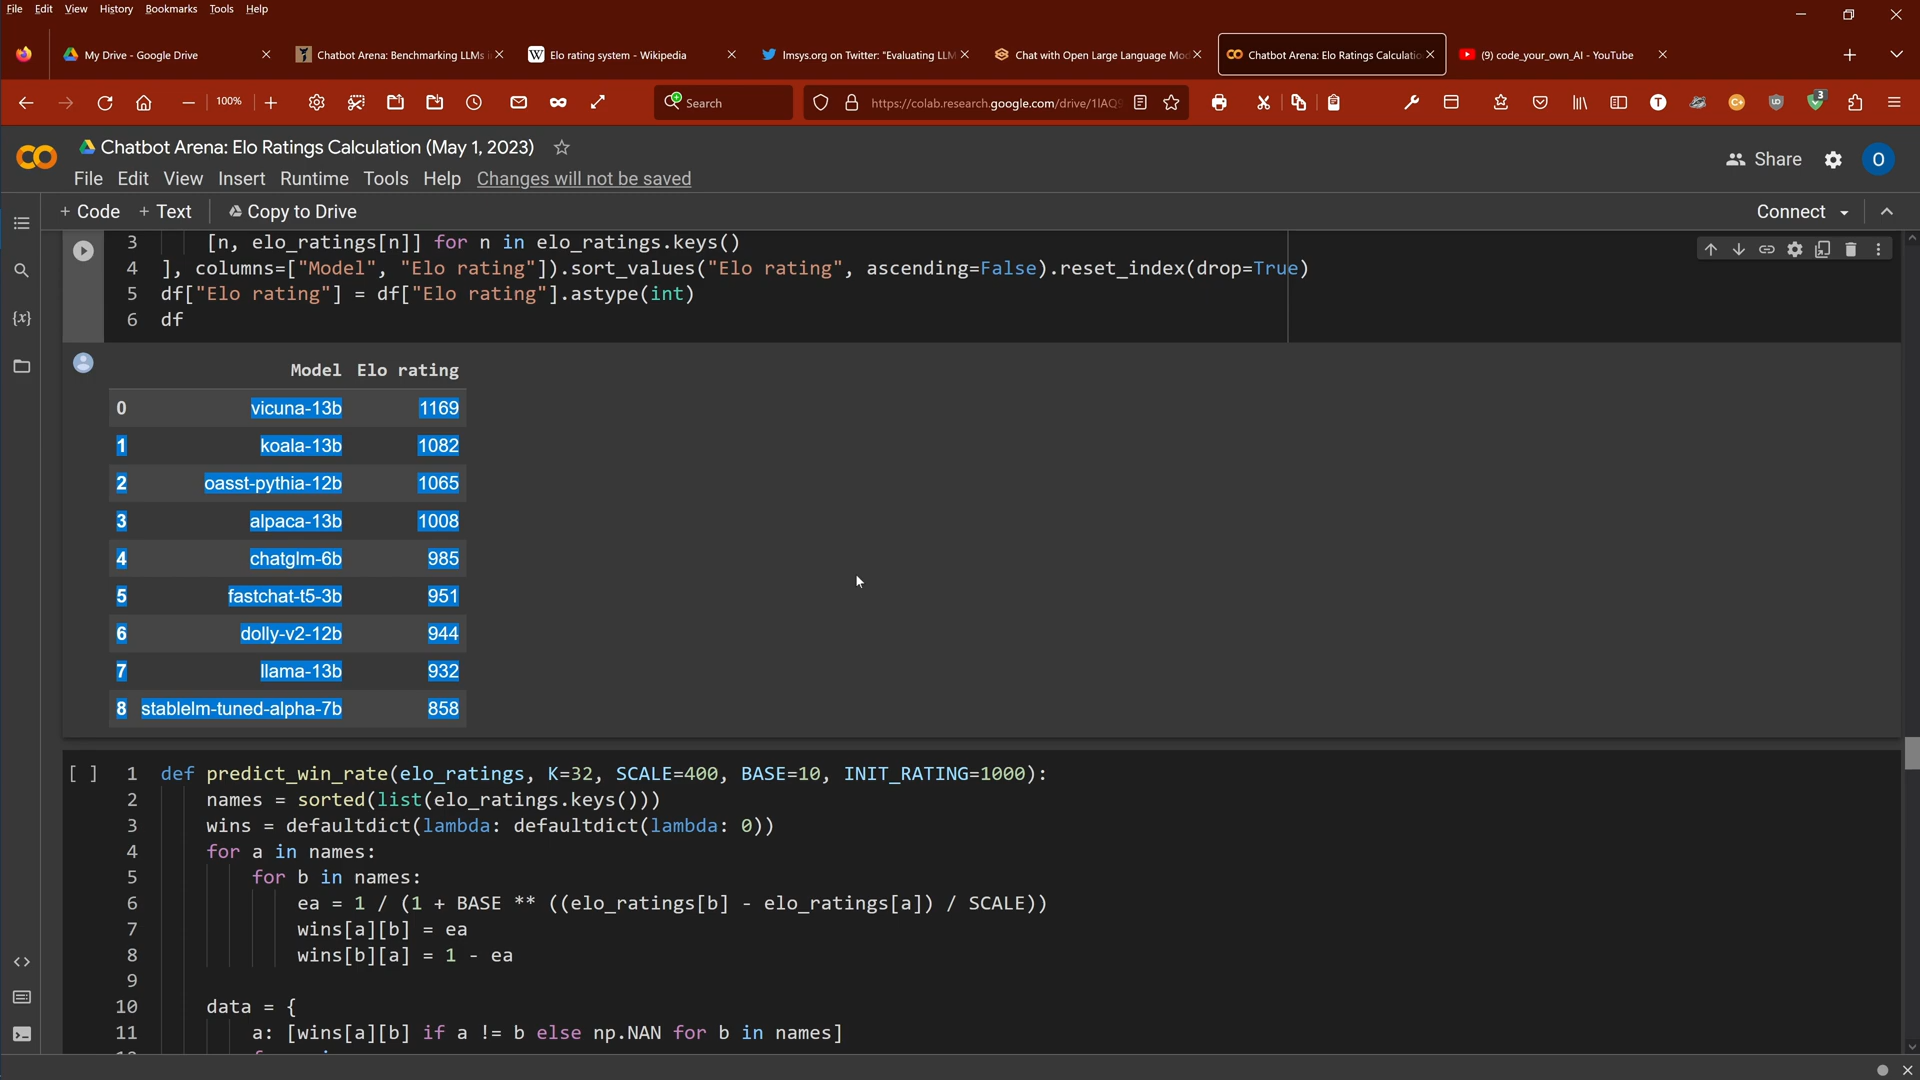 File Edit View History Bookmarks Tools Help
My Drive - Google Drive
Chatbot Arena: Benchmarking LLMs
Elo rating system - Wikipedia
lmsys.org on Twitter: "Evaluating LLM
Chat with Open Large Language Mo
Chatbot Arena: Elo Ratings Calculatio
(9) code_your_own_AI - YouTube
100%
Search
https://colab.research.google.com/drive/1lAQ9
3
Chatbot Arena: Elo Ratings Calculation (May 1, 2023)
Share
O
File Edit View Insert Runtime Tools Help Changes will not be saved
+ Code + Text Copy to Drive
Connect
3 [n, elo_ratings[n]] for n in elo_ratings.keys()
4 ], columns=["Model", "Elo rating"]).sort_values("Elo rating", ascending=False).reset_index(drop=True)
5 df["Elo rating"] = df["Elo rating"].astype(int)
6 df
Model Elo rating
0 vicuna-13b 1169
1 koala-13b 1082
2 oasst-pythia-12b 1065
3 alpaca-13b 1008
4 chatglm-6b 985
5 fastchat-t5-3b 951
6 dolly-v2-12b 944
7 llama-13b 932
8 stablelm-tuned-alpha-7b 858
[ ] 1 def predict_win_rate(elo_ratings, K=32, SCALE=400, BASE=10, INIT_RATING=1000):
2 names = sorted(list(elo_ratings.keys()))
3 wins = defaultdict(lambda: defaultdict(lambda: 0))
4 for a in names:
5 for b in names:
6 ea = 1 / (1 + BASE ** ((elo_ratings[b] - elo_ratings[a]) / SCALE))
7 wins[a][b] = ea
8 wins[b][a] = 1 - ea
9
10 data = {
11 a: [wins[a][b] if a != b else np.NAN for b in names]